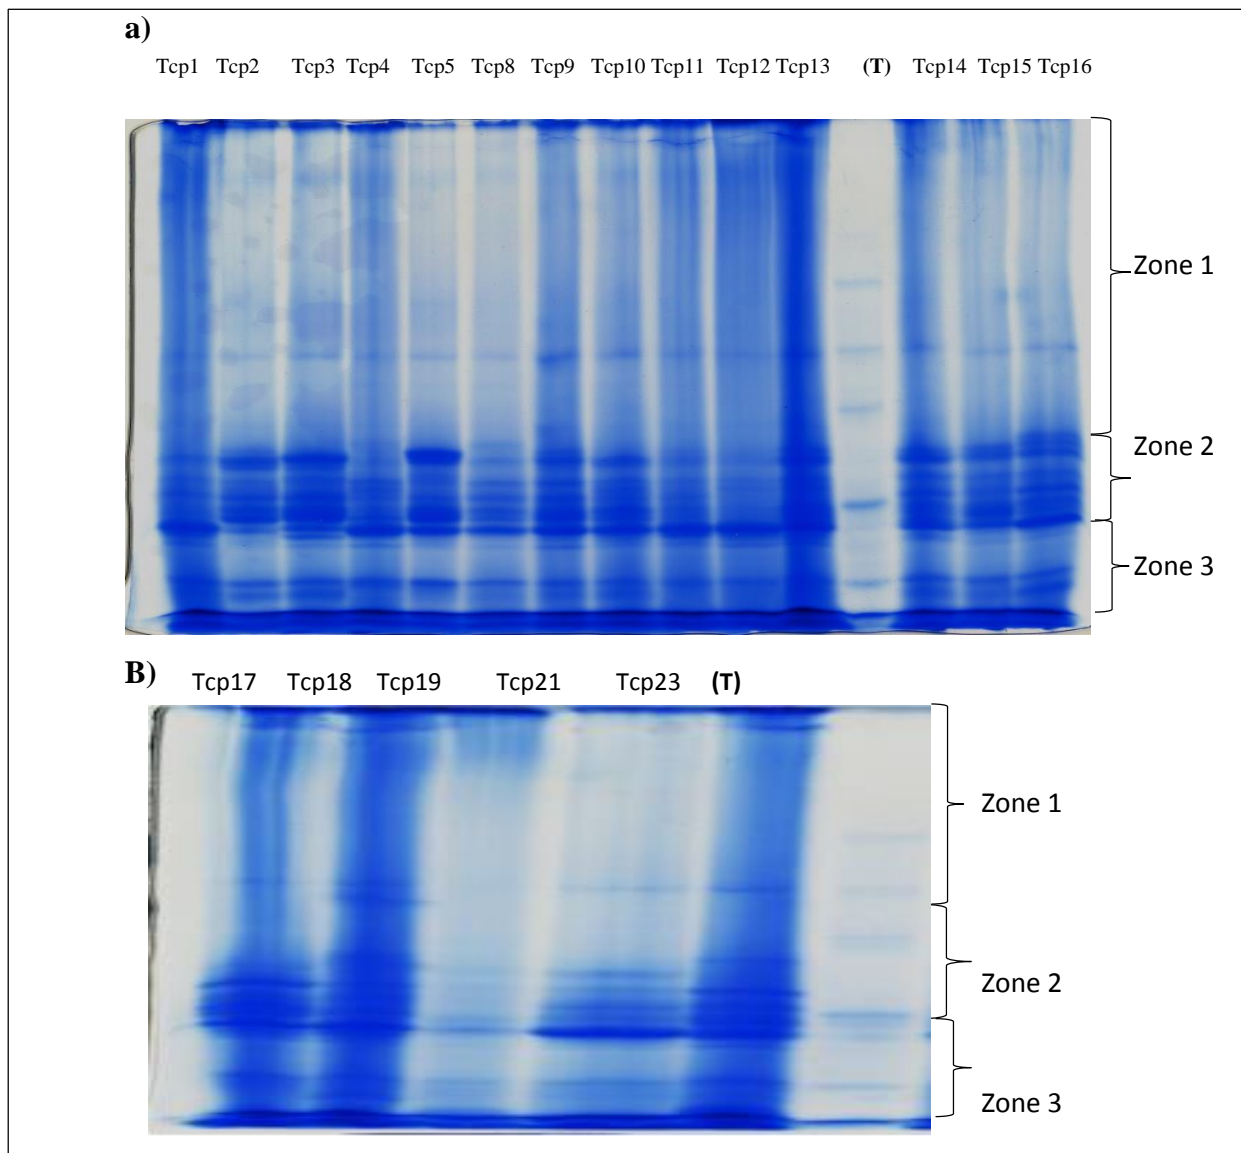 a)
Tcp1 Tcp2 Tcp3 Tcp4 Tcp5 Tcp8 Tcp9 Tcp10 Tcp11 Tcp12 Tcp13 (T) Tcp14 Tcp15 Tcp16
Zone 1
Zone 2
Zone 3
B)
Tcp17 Tcp18 Tcp19 Tcp21 Tcp23 (T)
Zone 1
Zone 2
Zone 3